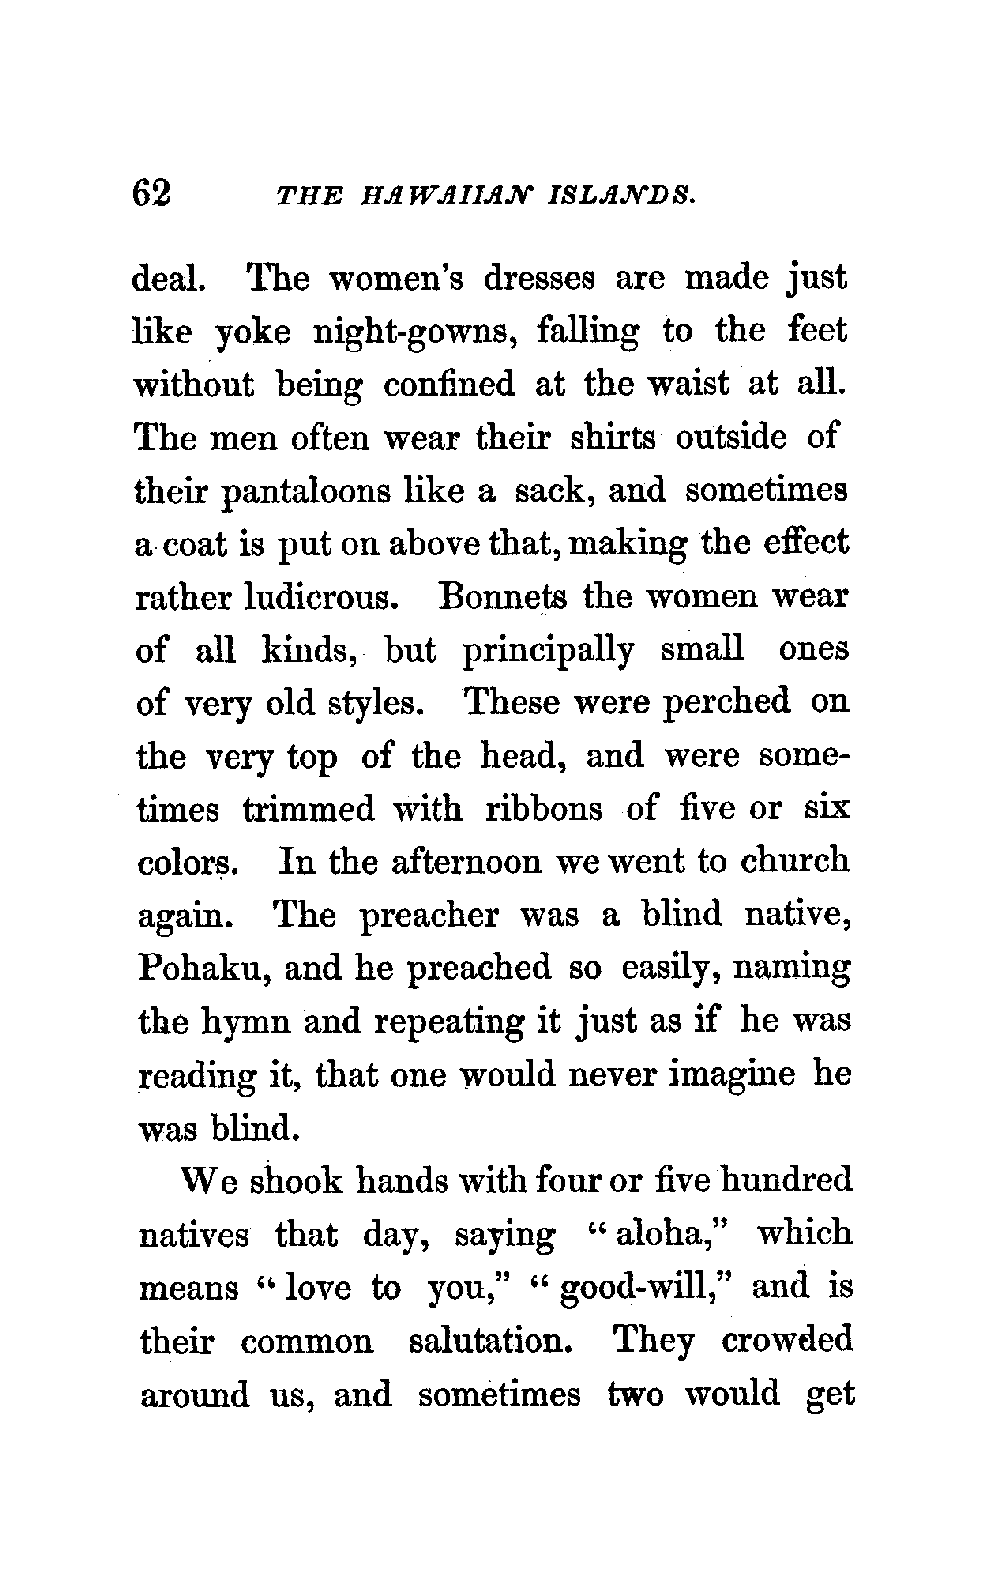 62 THE HAWAIIAN ISLANDS.
deal. The women's dresses are made just
like yoke night-gowns, falling to the feet
without being confined at the waist at all.
The men often wear their shirts outside of
their pantaloons like a sack, and sometimes
a coat is put on above that, making the effect
rather ludicrous. Bonnets the women wear
of all kinds, but principally small ones
of very old styles. These were perched on
the very top of the head, and were some-
times trimmed with ribbons of five or six
colors. In the afternoon we went to church
again. The preacher was a blind native,
Pohaku, and he preached so easily, naming
the hymn and repeating it just as if he was
reading it, that one would never imagine he
was blind.
We shook hands with four or five hundred
natives that day, saying “aloha,” which
means “love to you,” “good-will,” and is
their common salutation. They crowded
around us, and sometimes two would get